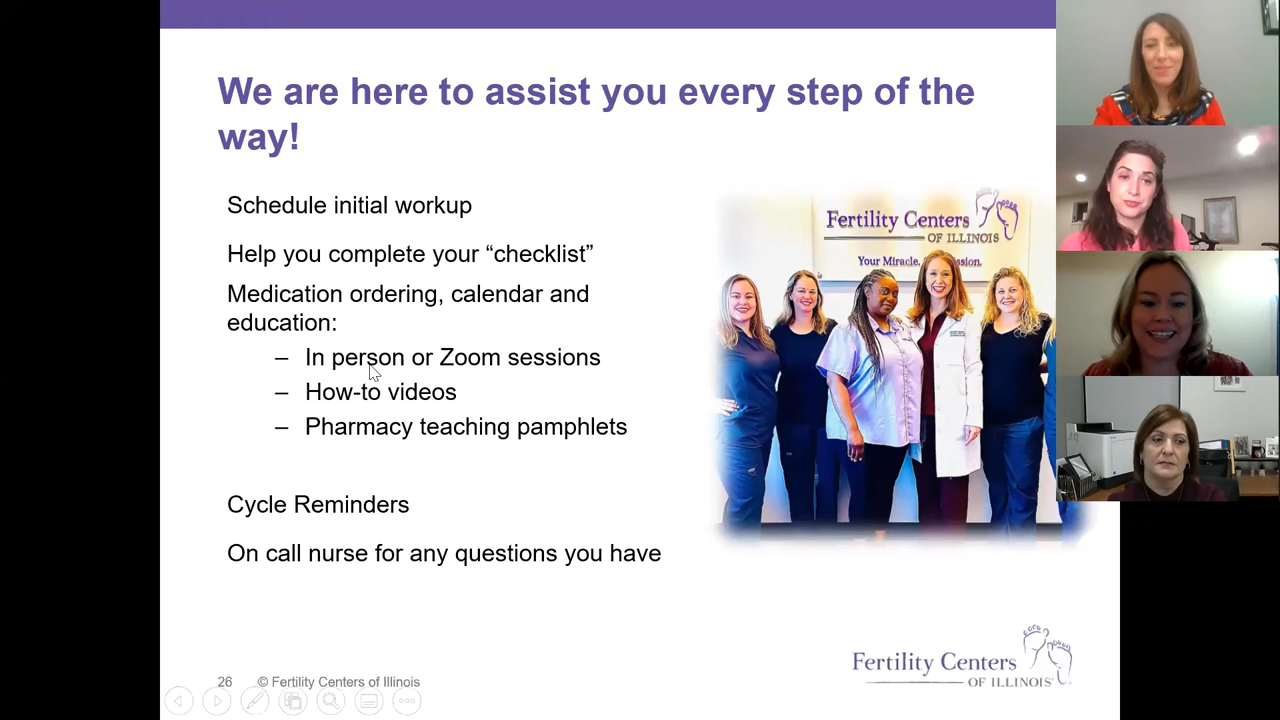 We are here to assist you every step of the
way!
Schedule initial workup
Help you complete your “checklist”
Medication ordering, calendar and
education:
– In person or Zoom sessions
– How-to videos
– Pharmacy teaching pamphlets
Cycle Reminders
On call nurse for any questions you have
Fertility Centers
OF ILLINOIS
Your Miracle.
Fertility Centers
OF ILLINOIS
26 © Fertility Centers of Illinois